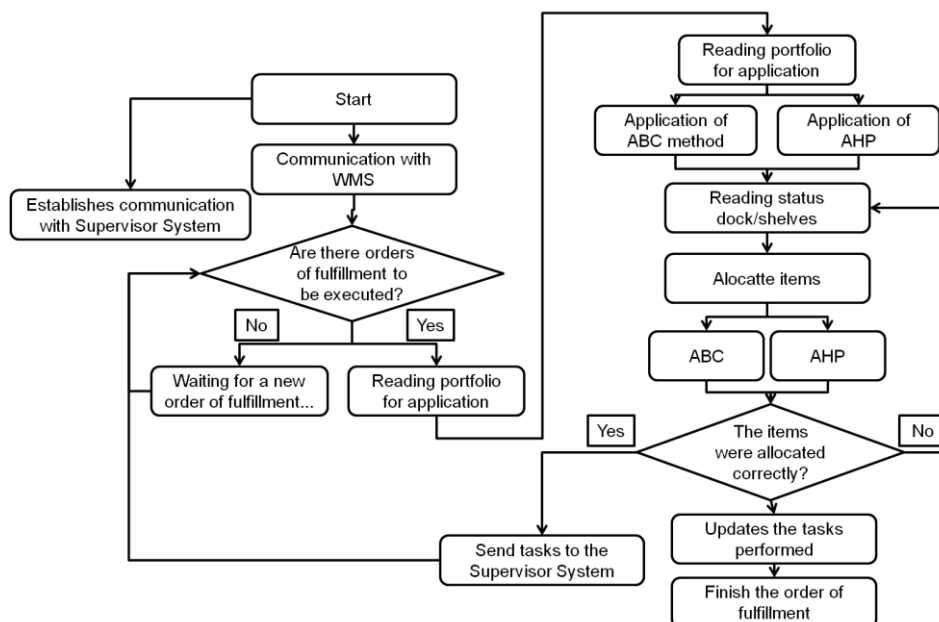 Start
Communication with
WMS
Establishes communication
with Supervisor System
Are there orders
of fulfillment to
be executed?
No
Yes
Waiting for a new
order of fulfillment...
Reading portfolio
for application
Reading portfolio
for application
Application of
ABC method
Application of
AHP
Reading status
dock/shelves
Alocatte items
ABC
AHP
The items
were allocated
correctly?
Yes
No
Send tasks to the
Supervisor System
Updates the tasks
performed
Finish the order of
fulfillment